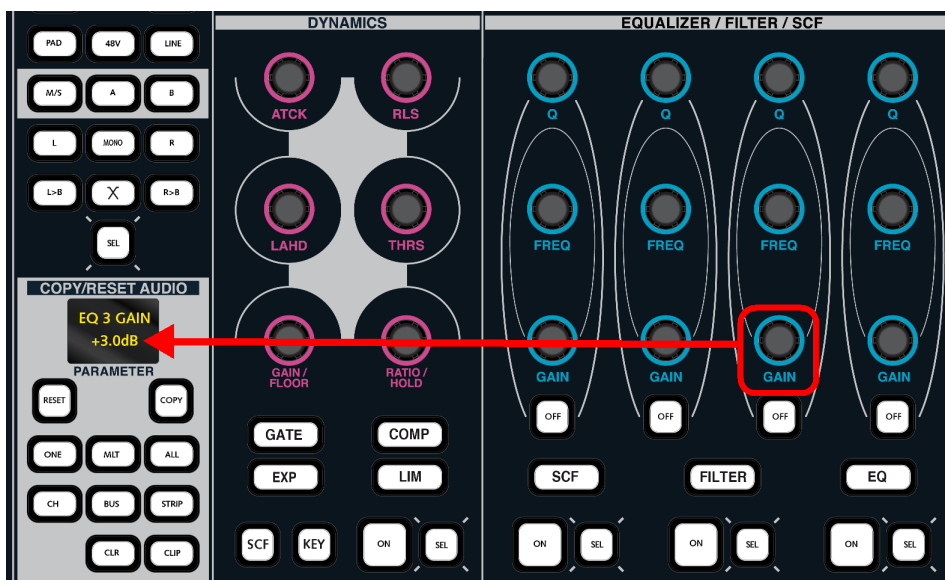 DYNAMICS
EQUALIZER / FILTER / SCF
PAD 48V LINE
M/S A B
L MONO R
L>B X R>B
SEL
COPY/RESET AUDIO
EQ 3 GAIN
+3.0dB
PARAMETER
RESET COPY
ONE MLT ALL
CH BUS STRIP
CLR CLIP
ATCK RLS
LAHD THRS
GAIN / RATIO /
FLOOR HOLD
GATE COMP
EXP LIM
SCF KEY ON SEL
Q Q Q Q
FREQ FREQ FREQ FREQ
GAIN GAIN GAIN GAIN
OFF OFF OFF OFF
SCF FILTER EQ
ON SEL ON SEL ON SEL